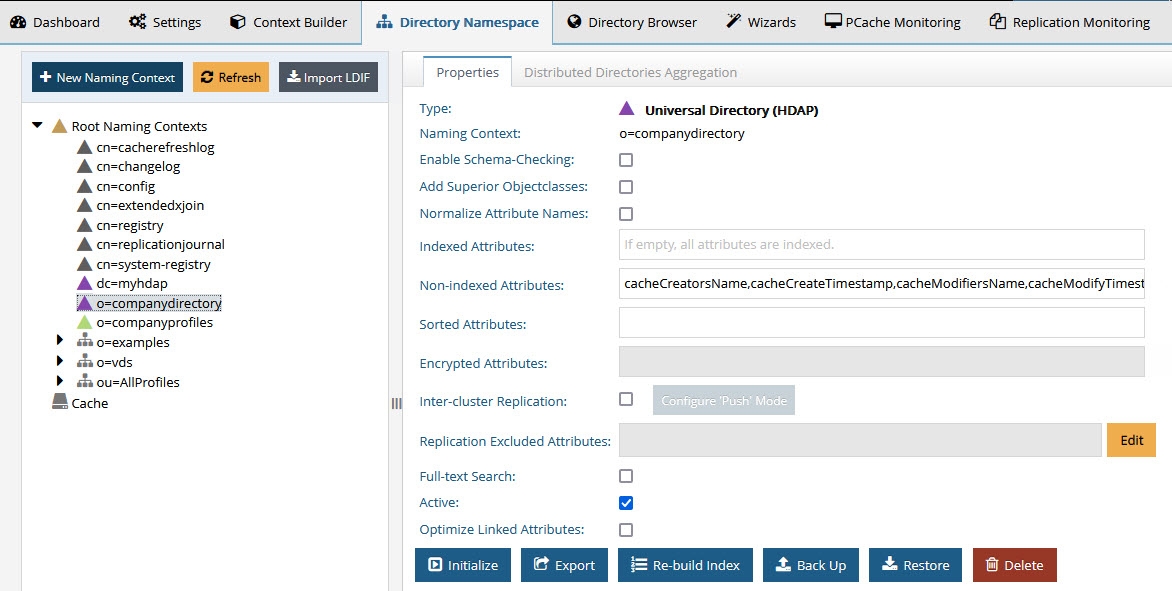 Dashboard Settings Context Builder Directory Namespace Directory Browser Wizards PCache Monitoring Replication Monitoring
New Naming Context Refresh Import LDIF
Root Naming Contexts
cn=cacherefreshlog
cn=changelog
cn=config
cn=extendedxjoin
cn=registry
cn=replicationjournal
cn=system-registry
dc=myhdap
o=companydirectory
o=companyprofiles
o=examples
o=vds
ou=AllProfiles
Cache
Properties Distributed Directories Aggregation
Type: Universal Directory (HDAP)
Naming Context: o=companydirectory
Enable Schema-Checking:
Add Superior Objectclasses:
Normalize Attribute Names:
Indexed Attributes: If empty, all attributes are indexed.
Non-indexed Attributes: cacheCreatorsName,cacheCreateTimestamp,cacheModifiersName,cacheModifyTimest
Sorted Attributes:
Encrypted Attributes:
Inter-cluster Replication: Configure 'Push' Mode
Replication Excluded Attributes: Edit
Full-text Search:
Active:
Optimize Linked Attributes:
Initialize Export Re-build Index Back Up Restore Delete